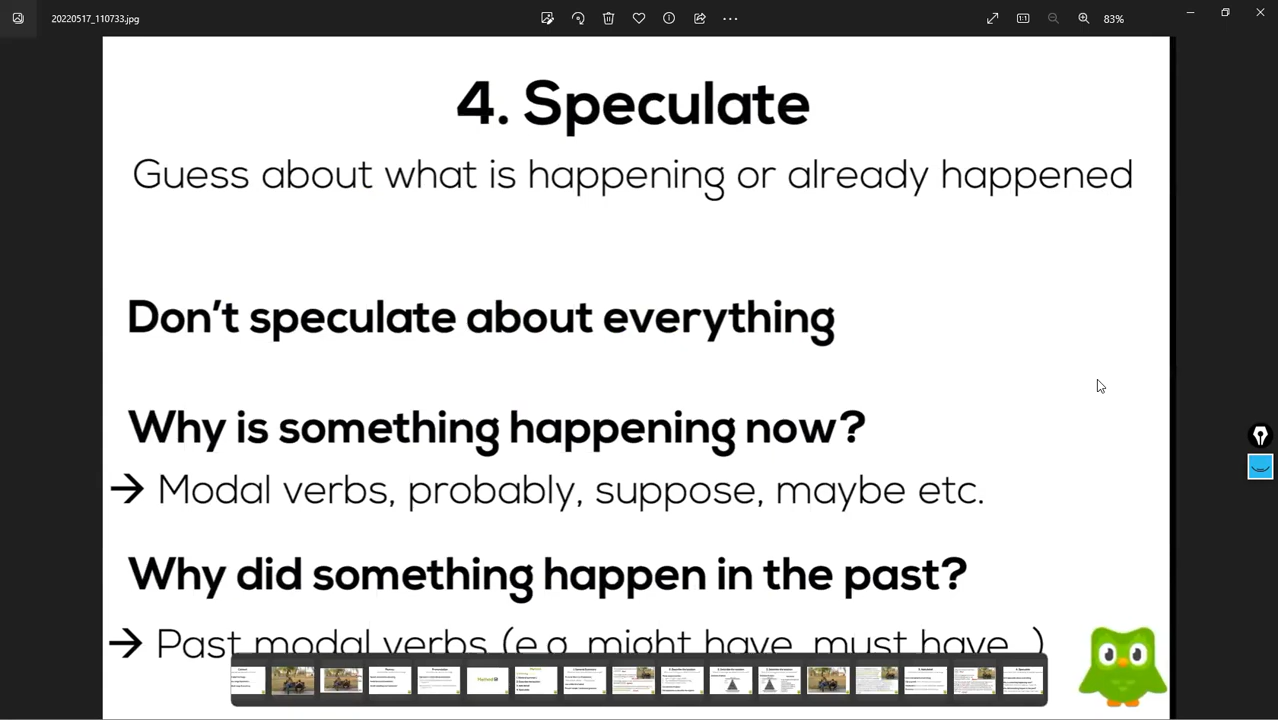 20220517_110733.jpg
83%
4. Speculate
Guess about what is happening or already happened
Don't speculate about everything
Why is something happening now?
→ Modal verbs, probably, suppose, maybe etc.
Why did something happen in the past?
→ Past modal verbs (e.g. might have, must have…)